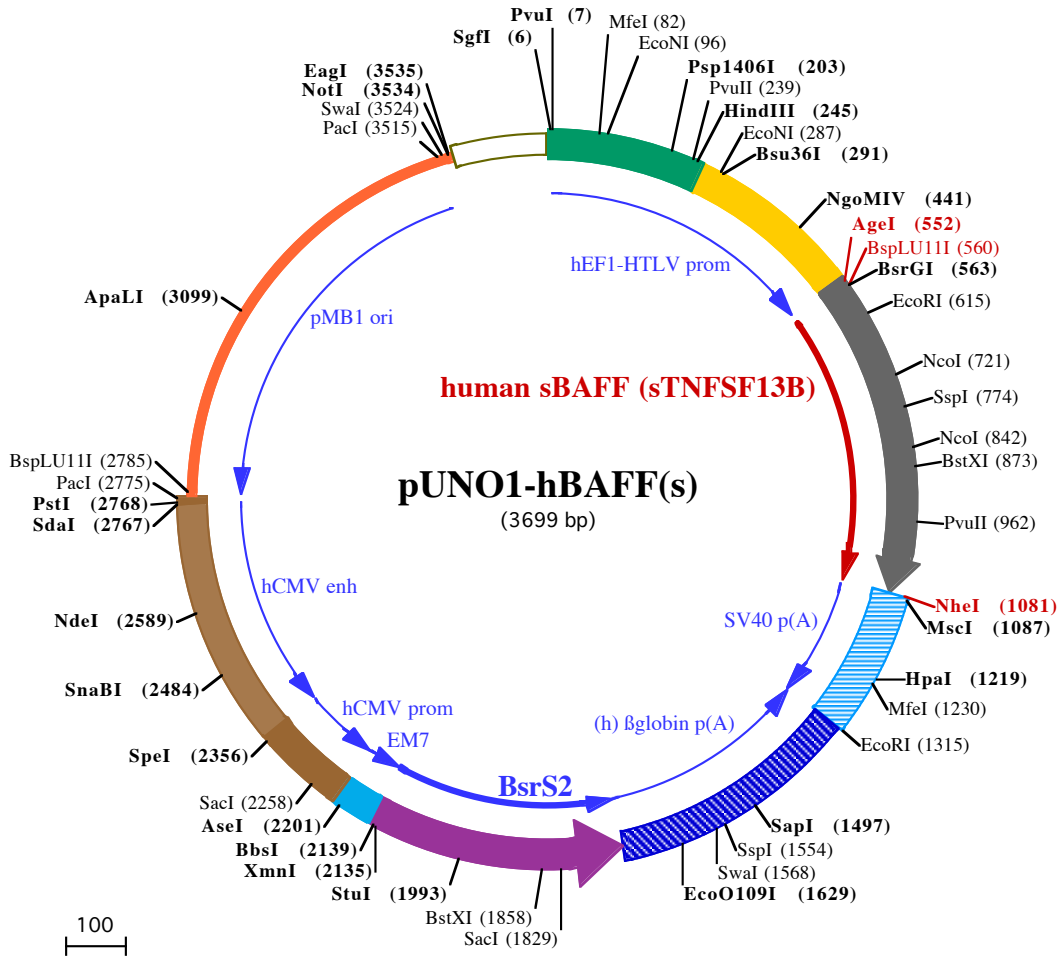 PvuI (7)
SgfI (6)
MfeI (82)
EcoNI (96)
Psp1406I (203)
PvuII (239)
HindIII (245)
EcoNI (287)
Bsu36I (291)
NgoMIV (441)
AgeI (552)
BspLU11I (560)
BsrGI (563)
EcoRI (615)
NcoI (721)
SspI (774)
NcoI (842)
BstXI (873)
PvuII (962)
NheI (1081)
MscI (1087)
HpaI (1219)
MfeI (1230)
EcoRI (1315)
SapI (1497)
SspI (1554)
SwaI (1568)
EcoO109I (1629)
SacI (1829)
BstXI (1858)
StuI (1993)
XmnI (2135)
BbsI (2139)
AseI (2201)
SacI (2258)
SpeI (2356)
SnaBI (2484)
NdeI (2589)
SdaI (2767)
PstI (2768)
PacI (2775)
BspLU11I (2785)
ApaLI (3099)
PacI (3515)
SwaI (3524)
NotI (3534)
EagI (3535)
hEF1-HTLV prom
pMB1 ori
human sBAFF (sTNFSF13B)
pUNO1-hBAFF(s)
(3699 bp)
hCMV enh
SV40 p(A)
hCMV prom
(h) ßglobin p(A)
EM7
BsrS2
100